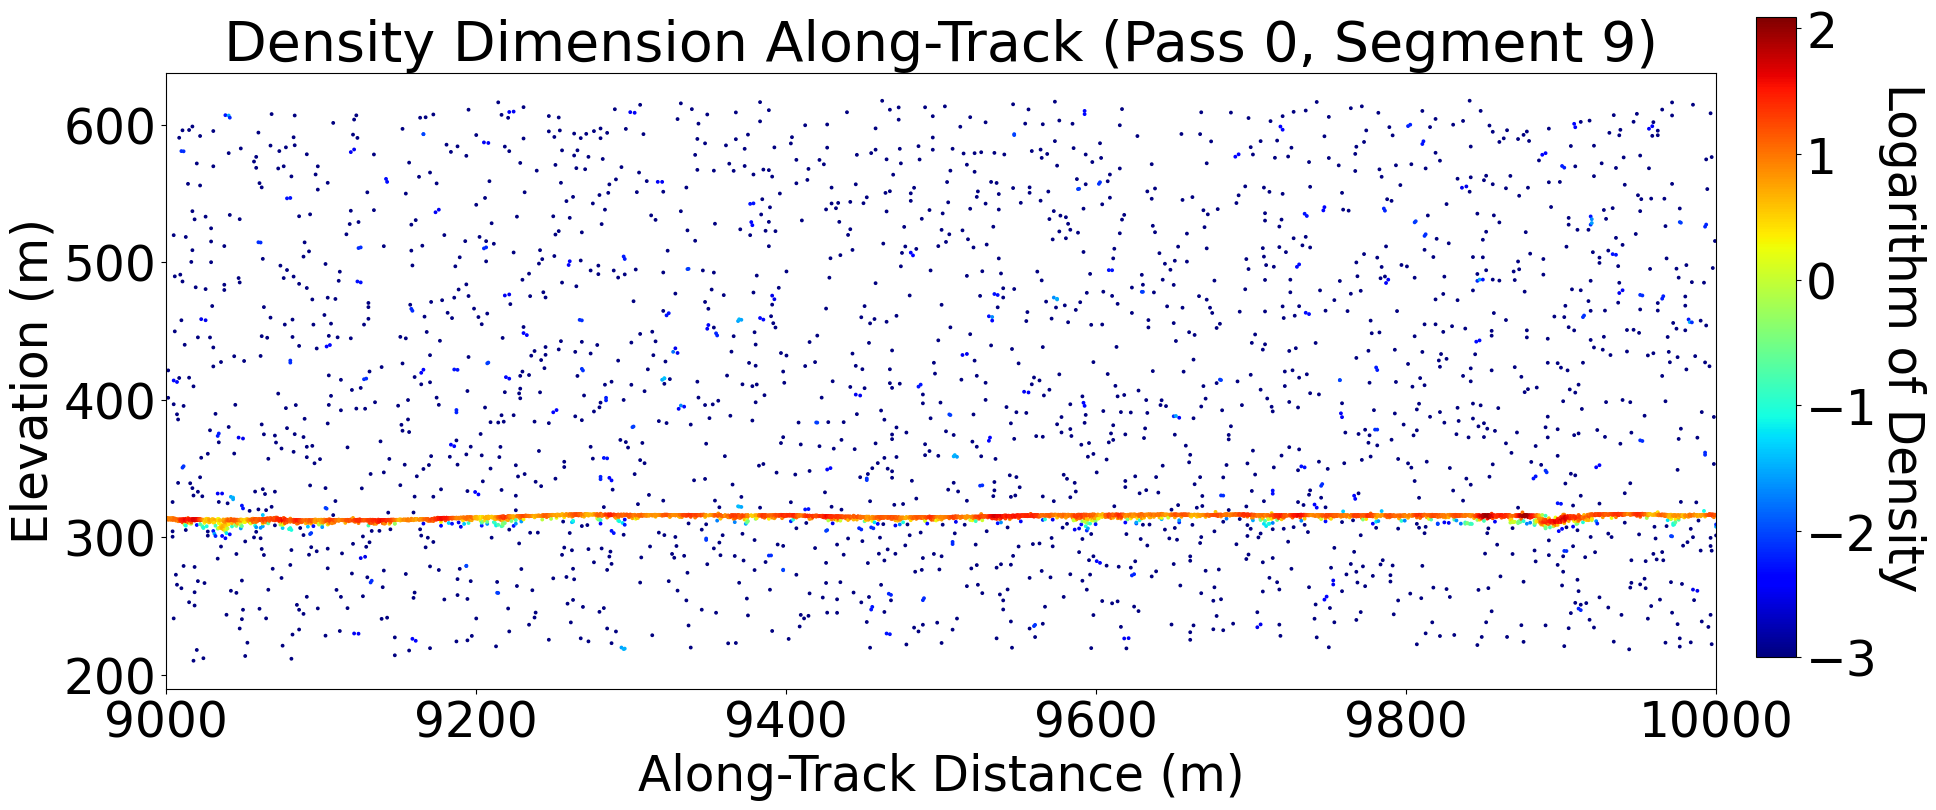 Density Dimension Along-Track (Pass 0, Segment 9)
Elevation (m)
600
500
400
300
200
9000 9200 9400 9600 9800 10000
Along-Track Distance (m)
2
1
0
−1
−2
−3
Logarithm of Density